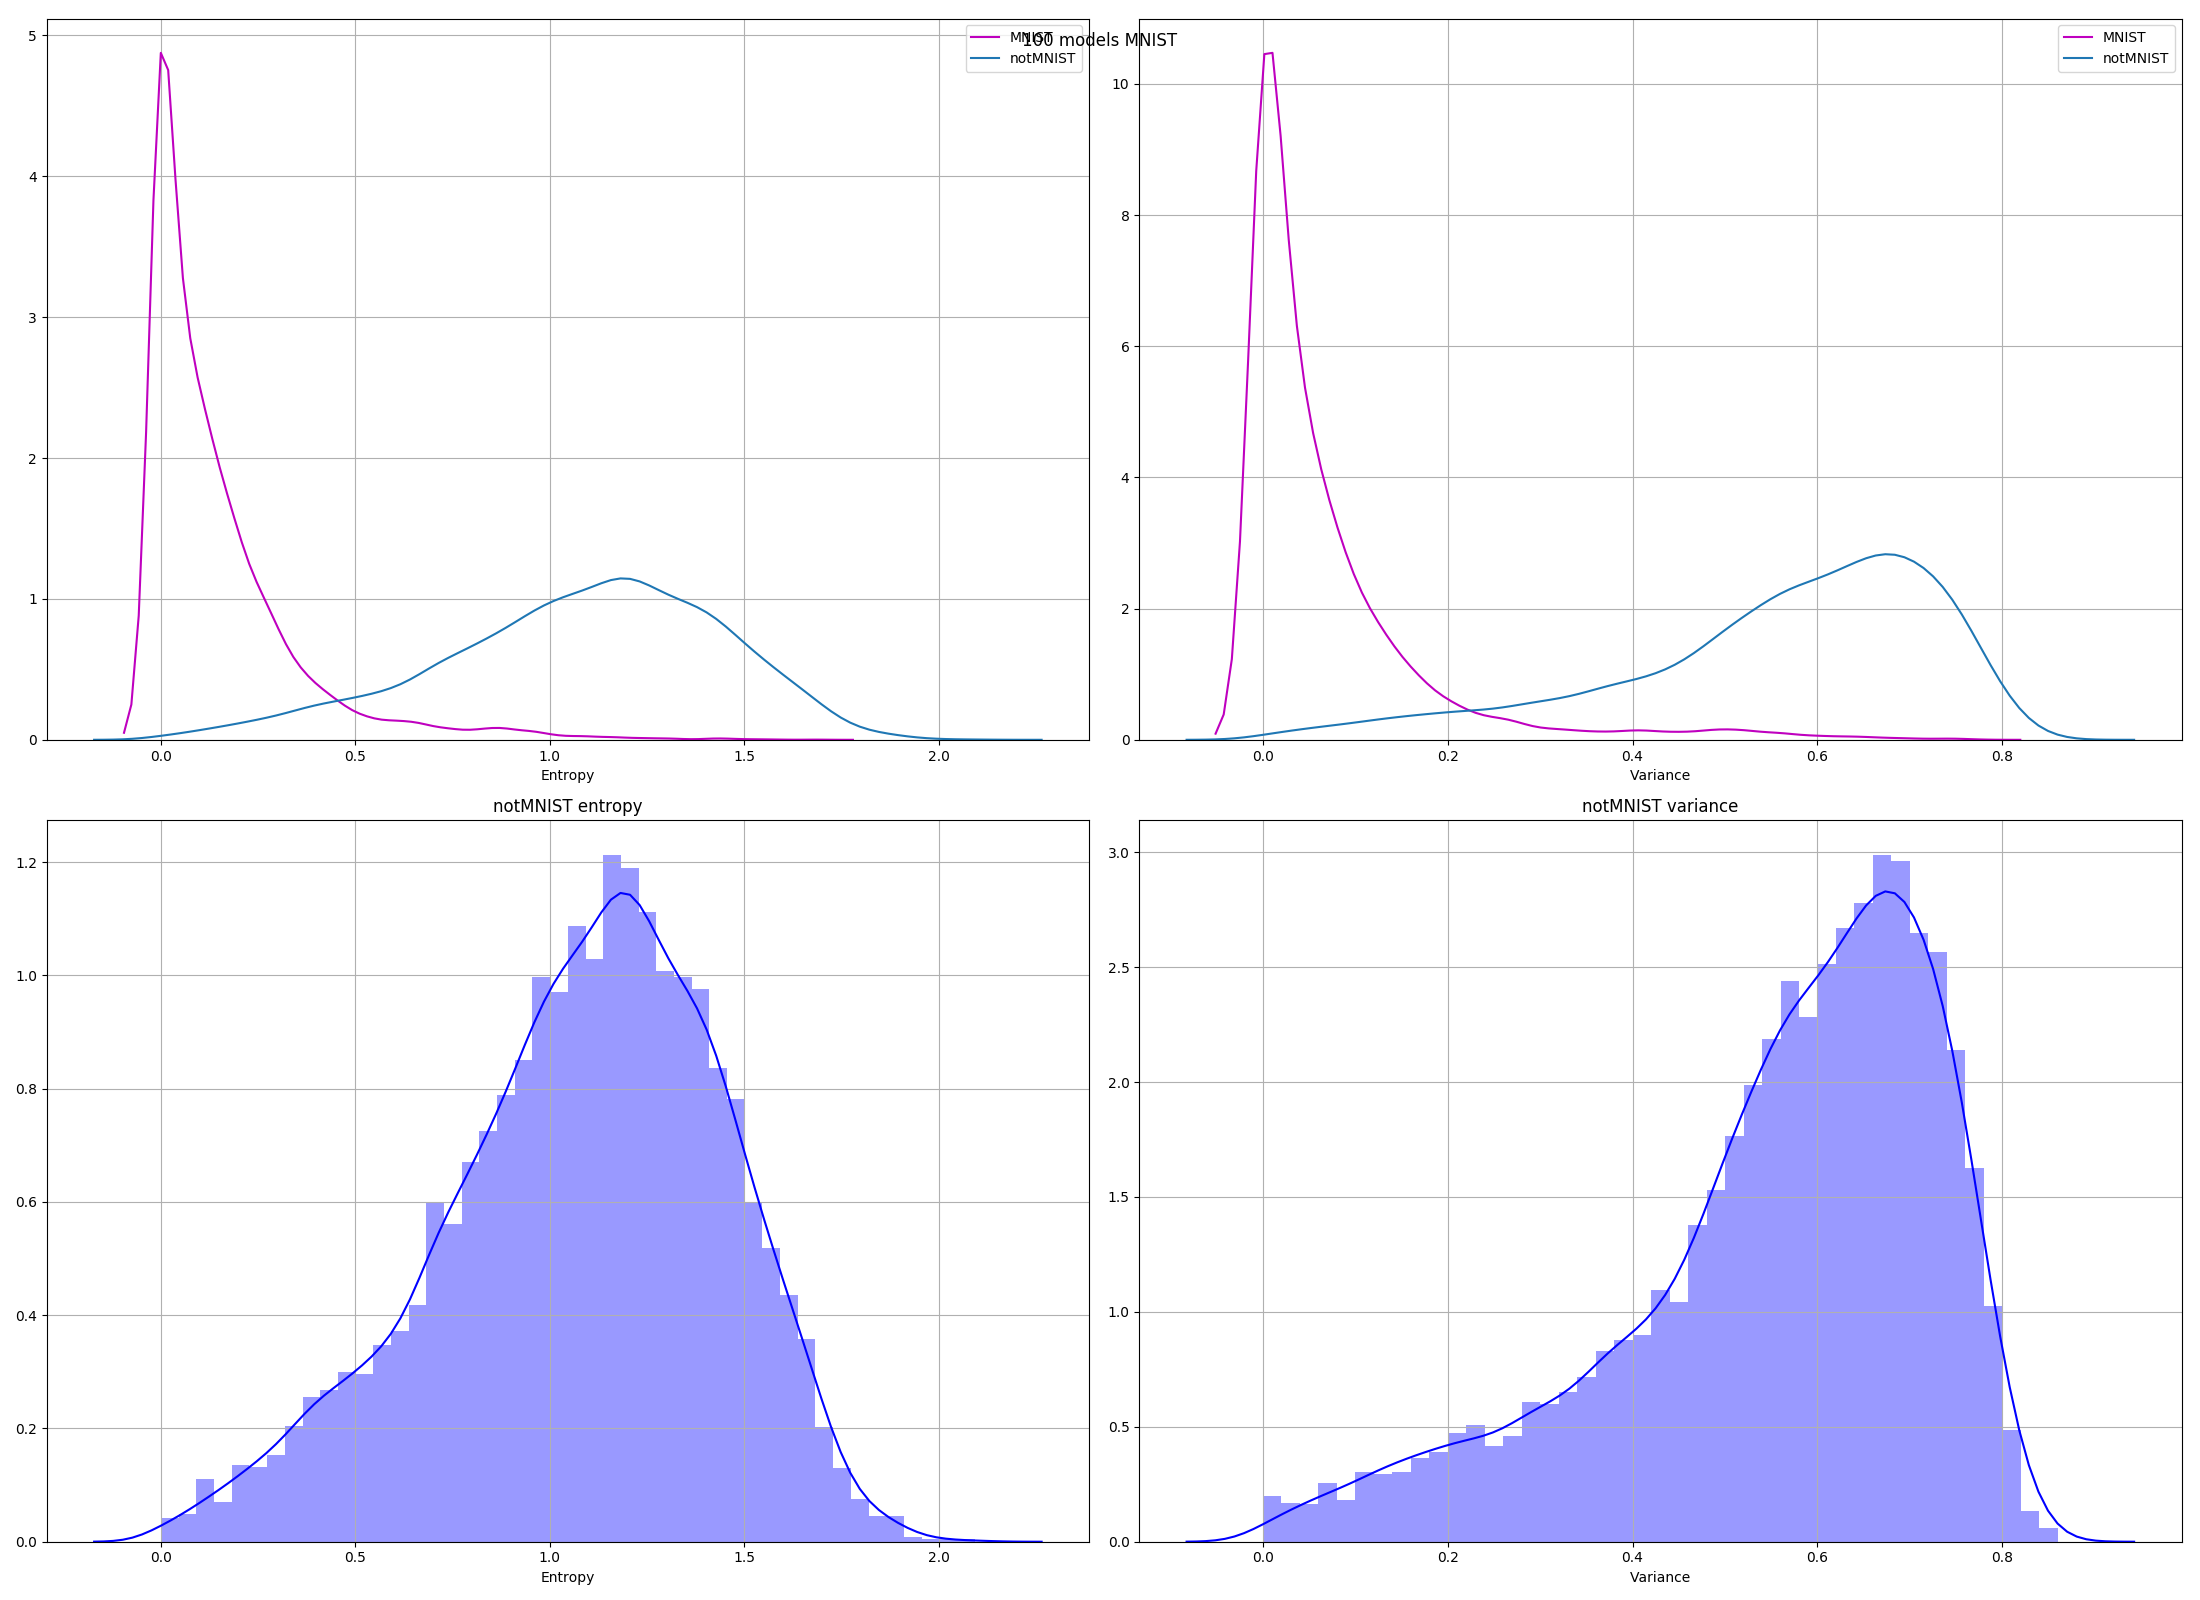 100 models MNIST
5
4
3
2
1
0
MNIST
notMNIST
0.0 0.5 1.0 1.5 2.0
Entropy
10
8
6
4
2
0
MNIST
notMNIST
0.0 0.2 0.4 0.6 0.8
Variance
notMNIST entropy
1.2
1.0
0.8
0.6
0.4
0.2
0.0
0.0 0.5 1.0 1.5 2.0
Entropy
notMNIST variance
3.0
2.5
2.0
1.5
1.0
0.5
0.0
0.0 0.2 0.4 0.6 0.8
Variance